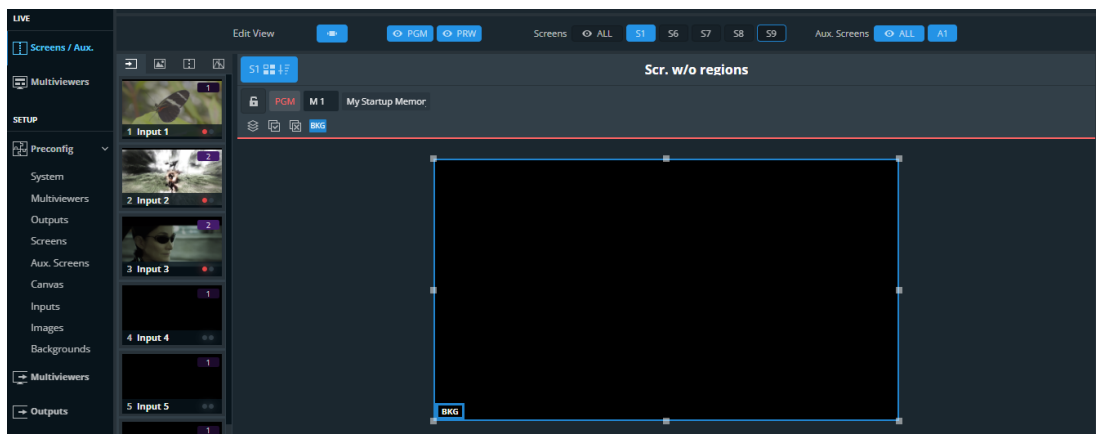 LIVE
Screens / Aux.
Multiviewers
SETUP
Preconfig
System
Multiviewers
Outputs
Screens
Aux. Screens
Canvas
Inputs
Images
Backgrounds
Multiviewers
Outputs
Edit View
PGM
PRW
Screens
ALL
S1
S6
S7
S8
S9
Aux. Screens
ALL
A1
1
1 Input 1
2
2 Input 2
2
3 Input 3
1
4 Input 4
1
5 Input 5
1
S1
Scr. w/o regions
PGM
M 1
My Startup Memor
BKG
BKG